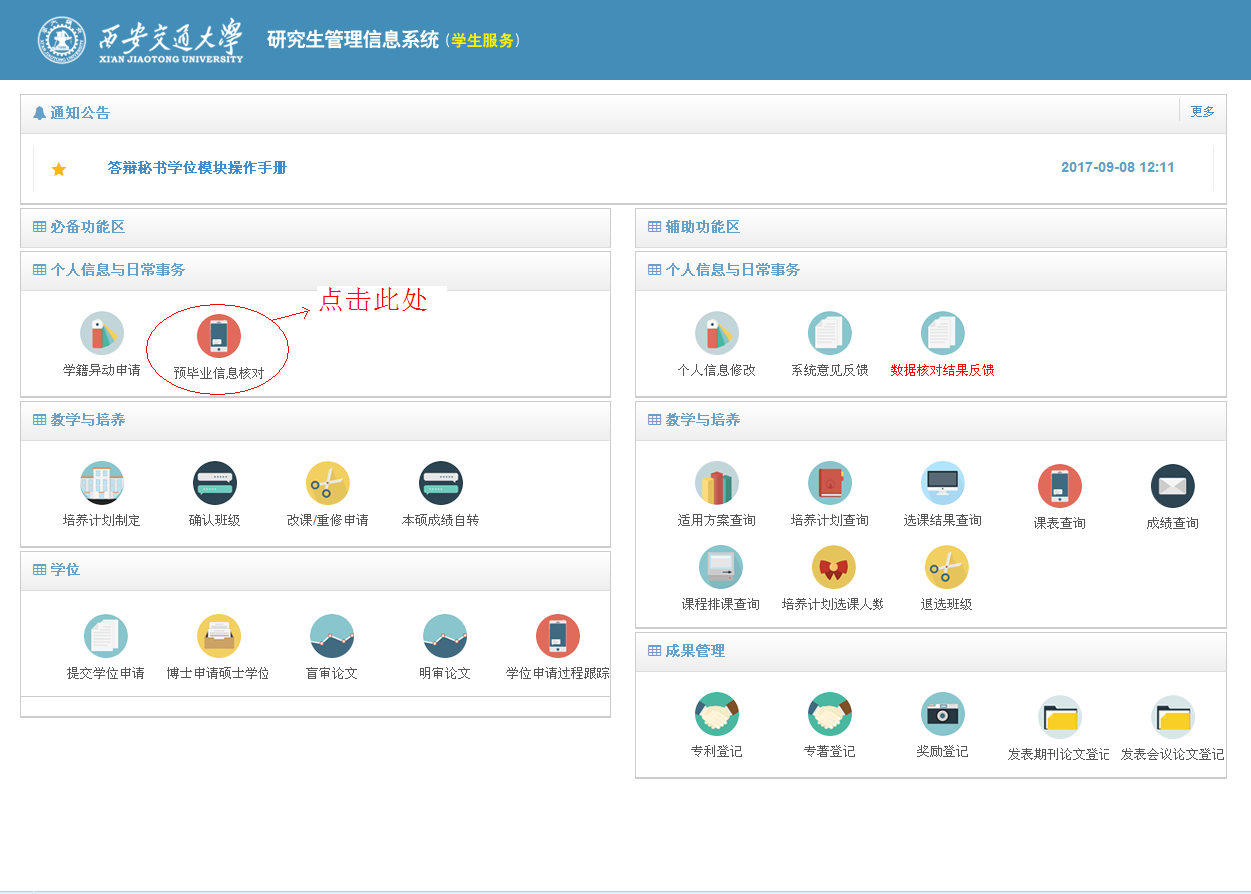 西安交通大学
XI'AN JIAOTONG UNIVERSITY
研究生管理信息系统 (学生服务)
通知公告
更多
答辩秘书学位模块操作手册
2017-09-08 12:11
必备功能区
个人信息与日常事务
点击此处
学籍异动申请
预毕业信息核对
教学与培养
培养计划制定
确认班级
改课/重修申请
本硕成绩自转
学位
提交学位申请
博士申请硕士学位
盲审论文
明审论文
学位申请过程跟踪
辅助功能区
个人信息与日常事务
个人信息修改
系统意见反馈
数据核对结果反馈
教学与培养
适用方案查询
培养计划查询
选课结果查询
课表查询
成绩查询
课程排课查询
培养计划选课人数
退选班级
成果管理
专利登记
专著登记
奖励登记
发表期刊论文登记
发表会议论文登记